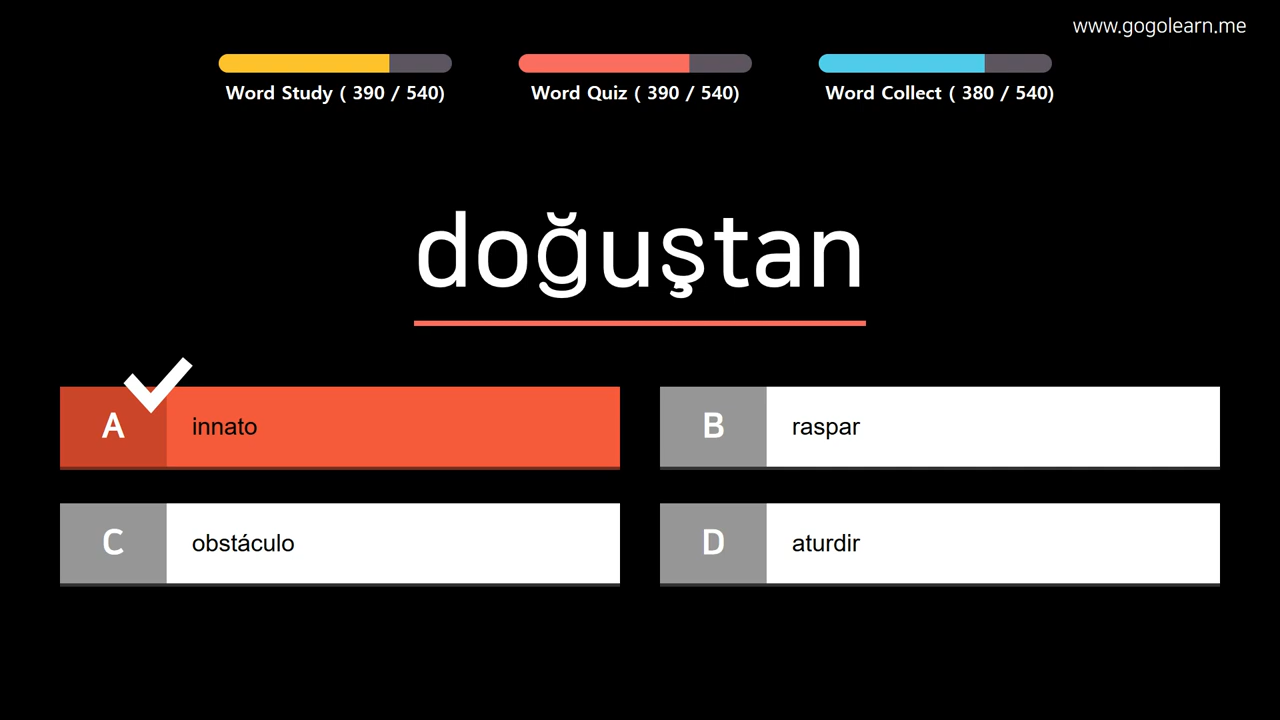 www.gogolearn.me
Word Study ( 390 / 540)
Word Quiz ( 390 / 540)
Word Collect ( 380 / 540)
doğuştan
A innato
B raspar
C obstáculo
D aturdir